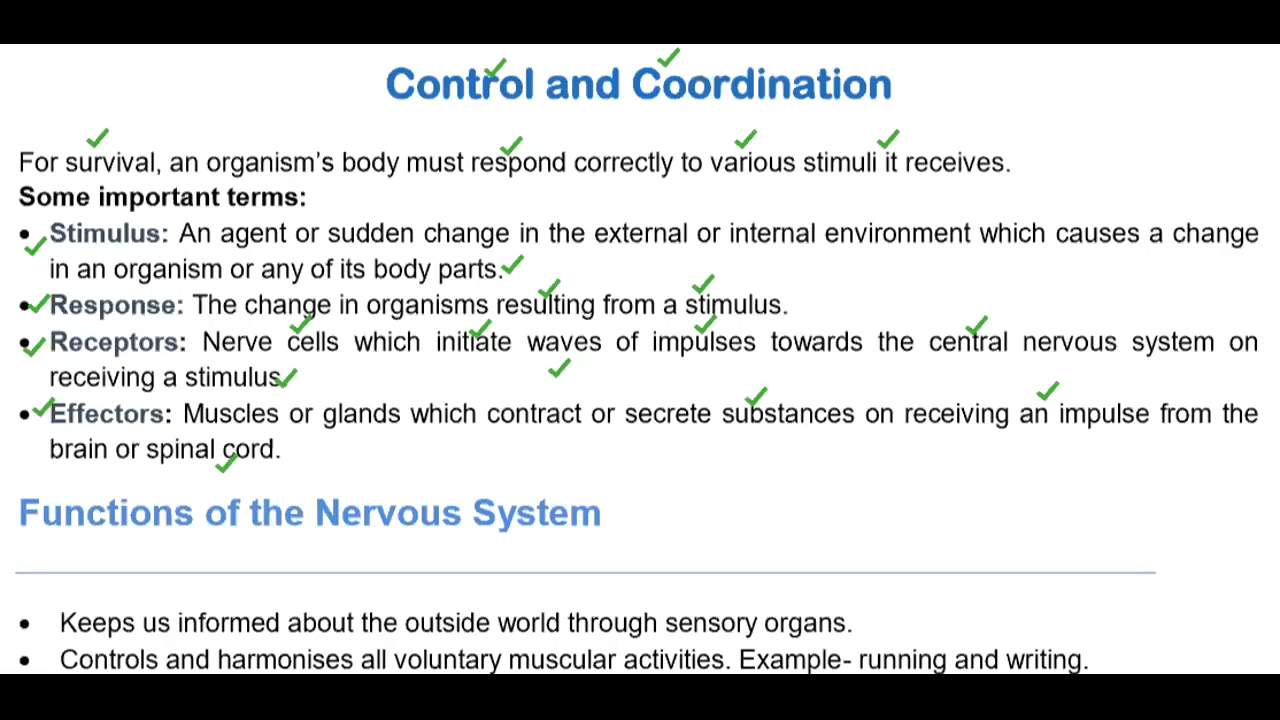 Control and Coordination
For survival, an organism's body must respond correctly to various stimuli it receives.
Some important terms:
• Stimulus: An agent or sudden change in the external or internal environment which causes a change
in an organism or any of its body parts.
• Response: The change in organisms resulting from a stimulus.
• Receptors: Nerve cells which initiate waves of impulses towards the central nervous system on
receiving a stimulus.
• Effectors: Muscles or glands which contract or secrete substances on receiving an impulse from the
brain or spinal cord.
Functions of the Nervous System
• Keeps us informed about the outside world through sensory organs.
• Controls and harmonises all voluntary muscular activities. Example- running and writing.